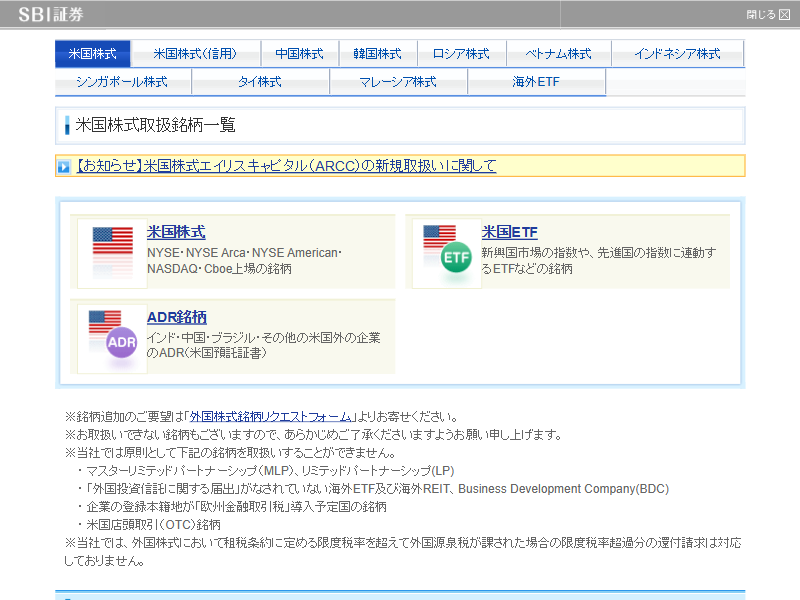 SBI証券
閉じる
米国株式 米国株式(信用) 中国株式 韓国株式 ロシア株式 ベトナム株式 インドネシア株式
シンガポール株式 タイ株式 マレーシア株式 海外ETF
米国株式取扱銘柄一覧
【お知らせ】米国株式エイリスキャピタル(ARCC)の新規取扱いに関して
米国株式
NYSE・NYSE Arca・NYSE American・
NASDAQ・Cboe上場の銘柄
ETF
米国ETF
新興国市場の指数や、先進国の指数に連動す
るETFなどの銘柄
ADR
ADR銘柄
インド・中国・ブラジル・その他の米国外の企業
のADR(米国預託証書)
※銘柄追加のご要望は「外国株式銘柄リクエストフォーム」よりお寄せください。
※お取扱いできない銘柄もございますので、あらかじめご了承くださいますようお願い申し上げます。
※当社では原則として下記の銘柄を取扱いすることができません。
・マスターリミテッドパートナーシップ(MLP)、リミテッドパートナーシップ(LP)
・「外国投資信託に関する届出」がなされていない海外ETF及び海外REIT、Business Development Company(BDC)
・企業の登録本籍地が「欧州金融取引税」導入予定国の銘柄
・米国店頭取引(OTC)銘柄
※当社では、外国株式において租税条約に定める限度税率を超えて外国源泉税が課された場合の限度税率超過分の還付請求は対応
しておりません。